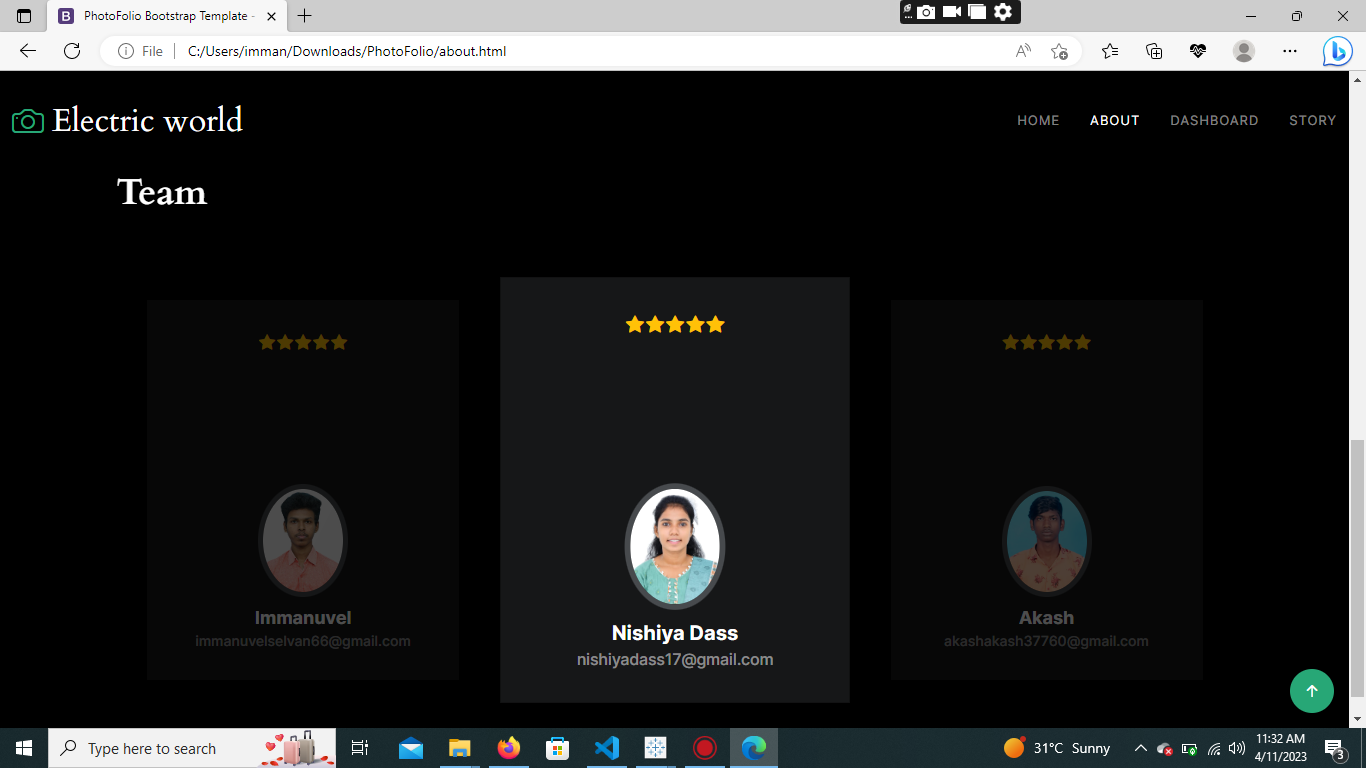 PhotoFolio Bootstrap Template -
File
C:/Users/imman/Downloads/PhotoFolio/about.html
Electric world
HOME ABOUT DASHBOARD STORY
Team
Immanuvel
immanuvelselvan66@gmail.com
Nishiya Dass
nishiyadass17@gmail.com
Akash
akashakash37760@gmail.com
Type here to search
31°C Sunny
11:32 AM
4/11/2023
3